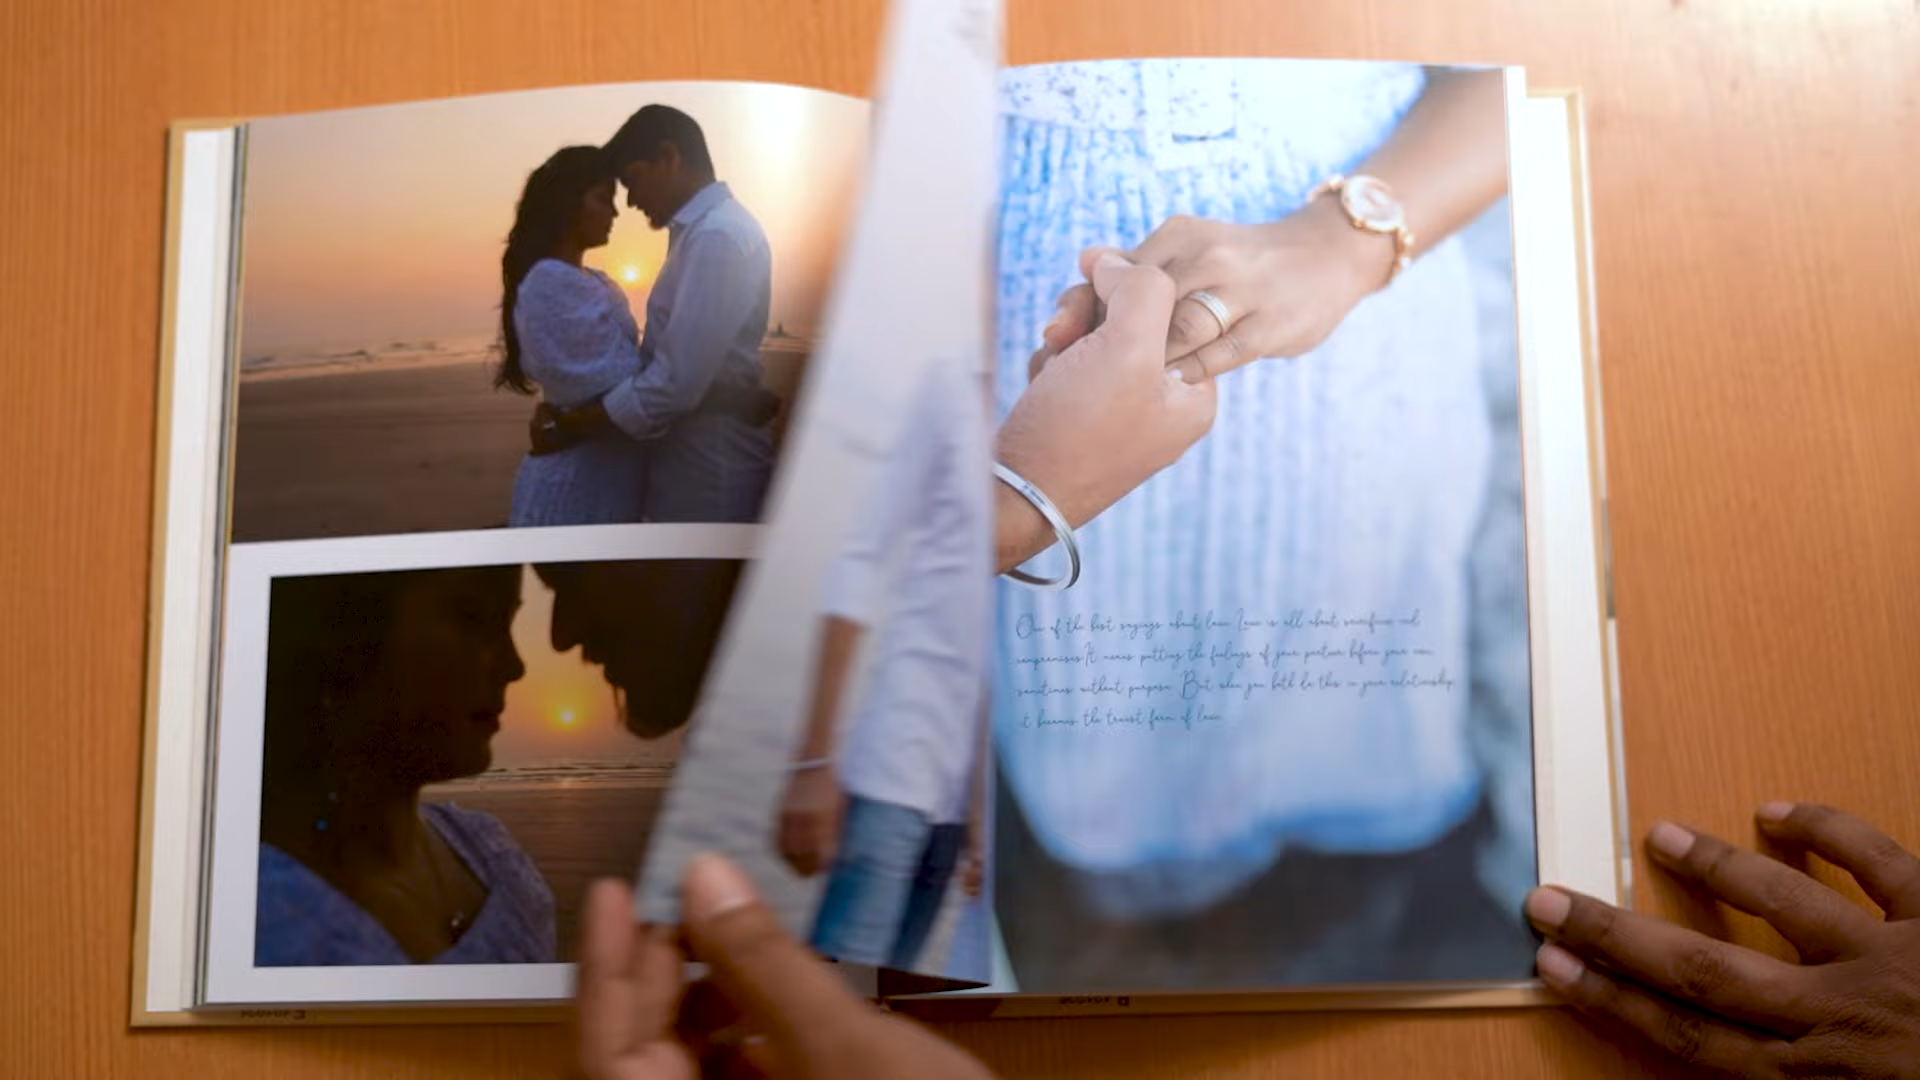 One of the best sayings about love Love is all about sacrifice and
compromises It means putting the feelings of your partner before your own,
sometimes without purpose. But when you both do this in your relationship,
it becomes the truest form of love.